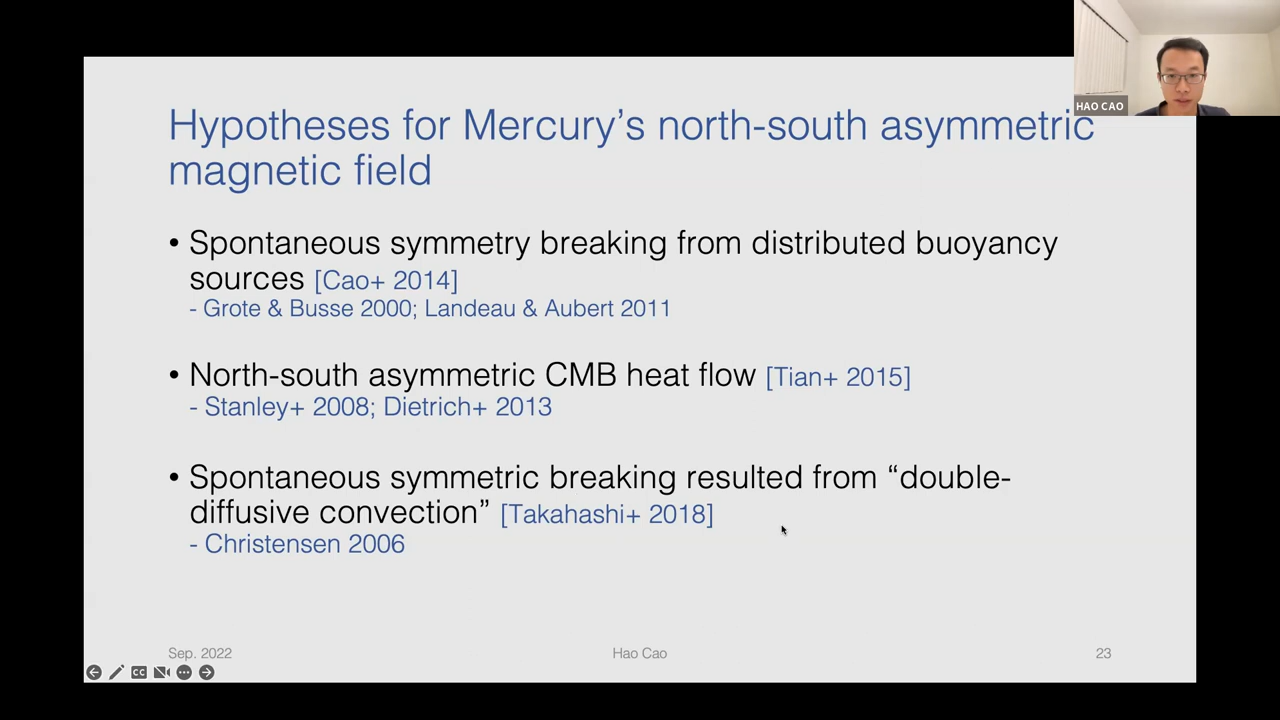 HAO CAO
Hypotheses for Mercury’s north-south asymmetric
magnetic field
• Spontaneous symmetry breaking from distributed buoyancy
sources [Cao+ 2014]
- Grote & Busse 2000; Landeau & Aubert 2011
• North-south asymmetric CMB heat flow [Tian+ 2015]
- Stanley+ 2008; Dietrich+ 2013
• Spontaneous symmetric breaking resulted from “double-
diffusive convection” [Takahashi+ 2018]
- Christensen 2006
Sep. 2022
Hao Cao
23
CC